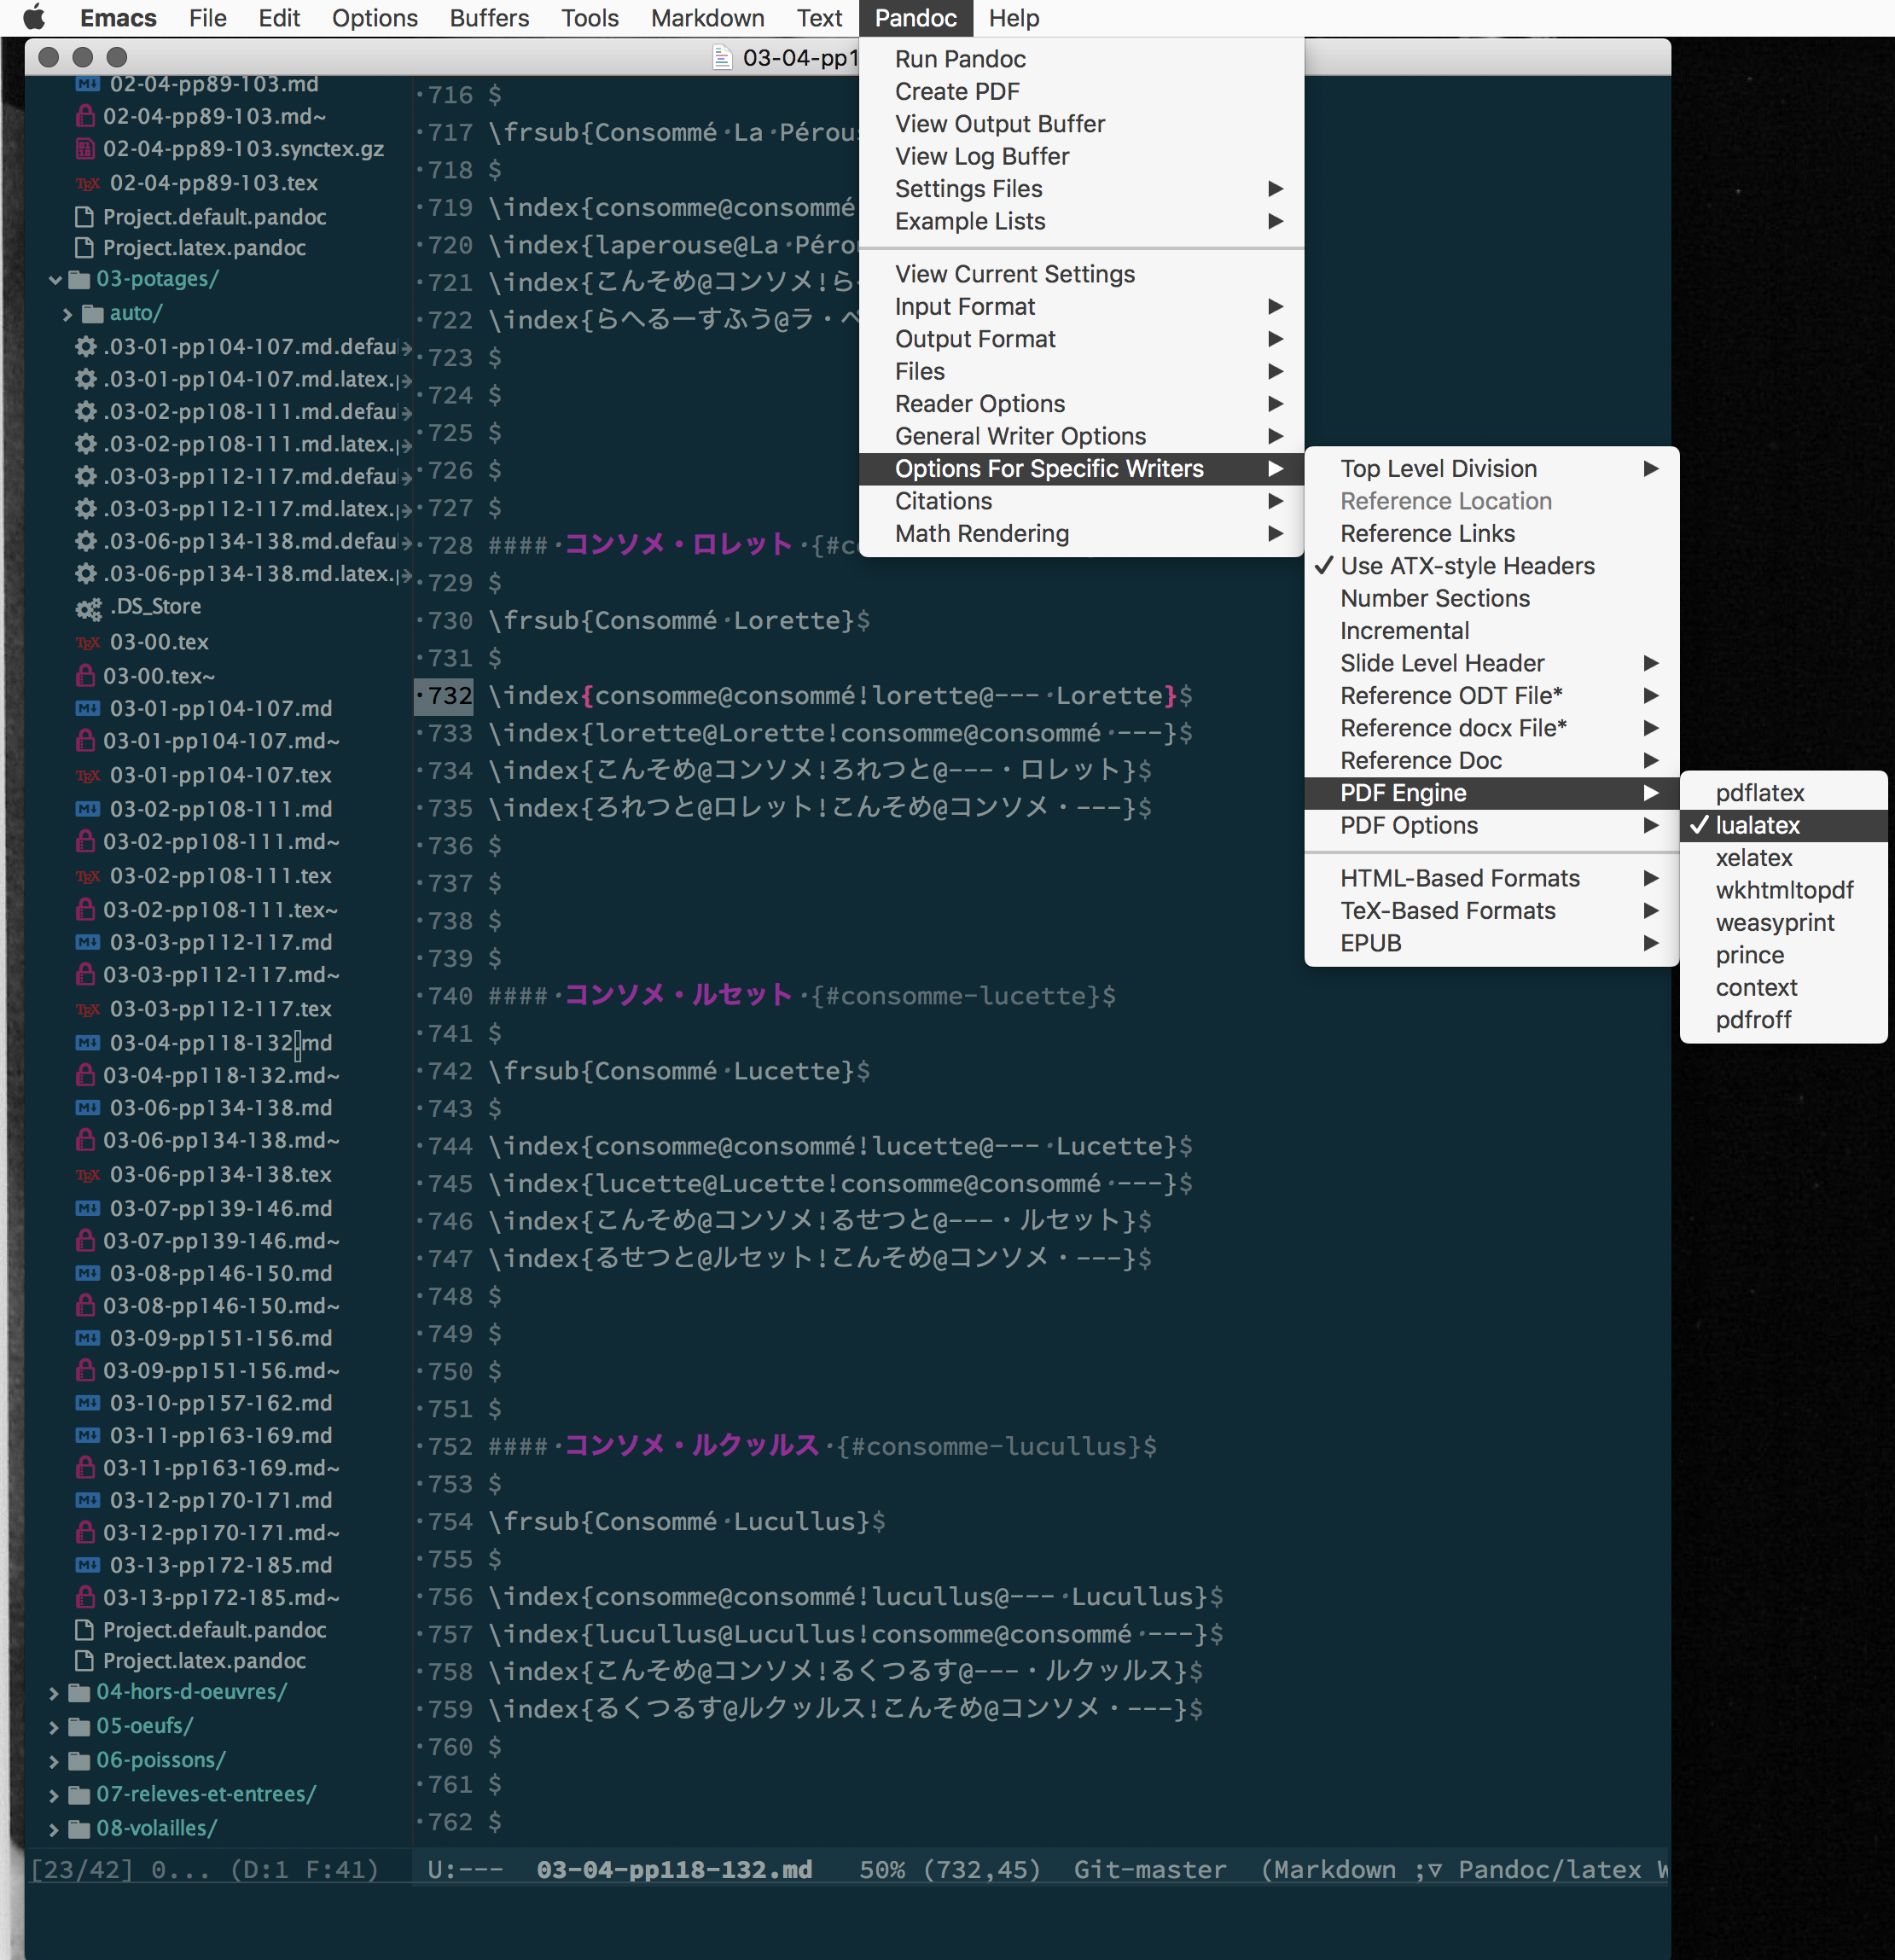 Emacs File Edit Options Buffers Tools Markdown Text Pandoc Help
03-04-pp1
02-04-pp89-103.md
02-04-pp89-103.md~
02-04-pp89-103.synctex.gz
02-04-pp89-103.tex
Project.default.pandoc
Project.latex.pandoc
03-potages/
auto/
.03-01-pp104-107.md.defau
.03-01-pp104-107.md.latex.p
.03-02-pp108-111.md.defau
.03-02-pp108-111.md.latex.p
.03-03-pp112-117.md.defau
.03-03-pp112-117.md.latex.p
.03-06-pp134-138.md.defau
.03-06-pp134-138.md.latex.p
.DS_Store
03-00.tex
03-00.tex~
03-01-pp104-107.md
03-01-pp104-107.md~
03-01-pp104-107.tex
03-02-pp108-111.md
03-02-pp108-111.md~
03-02-pp108-111.tex
03-02-pp108-111.tex~
03-03-pp112-117.md
03-03-pp112-117.md~
03-03-pp112-117.tex
03-04-pp118-132.md
03-04-pp118-132.md~
03-06-pp134-138.md
03-06-pp134-138.md~
03-06-pp134-138.tex
03-07-pp139-146.md
03-07-pp139-146.md~
03-08-pp146-150.md
03-08-pp146-150.md~
03-09-pp151-156.md
03-09-pp151-156.md~
03-10-pp157-162.md
03-11-pp163-169.md
03-11-pp163-169.md~
03-12-pp170-171.md
03-12-pp170-171.md~
03-13-pp172-185.md
03-13-pp172-185.md~
Project.default.pandoc
Project.latex.pandoc
04-hors-d-oeuvres/
05-oeufs/
06-poissons/
07-releves-et-entrees/
08-volailles/
·716 $
·717 \frsub{Consommé·La·Pérous
·718 $
·719 \index{consomme@consommé
·720 \index{laperouse@La·Pérou
·721 \index{こんそめ@コンソメ!ら
·722 \index{らへるーすふう@ラ・ペ
·723 $
·724 $
·725 $
·726 $
·727 $
·728 ####·コンソメ・ロレット·{#c
·729 $
·730 \frsub{Consommé·Lorette}$
·731 $
·732 \index{consomme@consommé!lorette@---·Lorette}$
·733 \index{lorette@Lorette!consomme@consommé·---}$
·734 \index{こんそめ@コンソメ!ろれつと@---・ロレット}$
·735 \index{ろれつと@ロレット!こんそめ@コンソメ・---}$
·736 $
·737 $
·738 $
·739 $
·740 ####·コンソメ・ルセット·{#consomme-lucette}$
·741 $
·742 \frsub{Consommé·Lucette}$
·743 $
·744 \index{consomme@consommé!lucette@---·Lucette}$
·745 \index{lucette@Lucette!consomme@consommé·---}$
·746 \index{こんそめ@コンソメ!るせつと@---・ルセット}$
·747 \index{るせつと@ルセット!こんそめ@コンソメ・---}$
·748 $
·749 $
·750 $
·751 $
·752 ####·コンソメ・ルクッルス·{#consomme-lucullus}$
·753 $
·754 \frsub{Consommé·Lucullus}$
·755 $
·756 \index{consomme@consommé!lucullus@---·Lucullus}$
·757 \index{lucullus@Lucullus!consomme@consommé·---}$
·758 \index{こんそめ@コンソメ!るくつるす@---・ルクッルス}$
·759 \index{るくつるす@ルクッルス!こんそめ@コンソメ・---}$
·760 $
·761 $
·762 $
Run Pandoc
Create PDF
View Output Buffer
View Log Buffer
Settings Files
Example Lists
View Current Settings
Input Format
Output Format
Files
Reader Options
General Writer Options
Options For Specific Writers
Citations
Math Rendering
Top Level Division
Reference Location
Reference Links
✓ Use ATX-style Headers
Number Sections
Incremental
Slide Level Header
Reference ODT File*
Reference docx File*
Reference Doc
PDF Engine
PDF Options
HTML-Based Formats
TeX-Based Formats
EPUB
pdflatex
✓ lualatex
xelatex
wkhtmltopdf
weasyprint
prince
context
pdfroff
[23/42] 0... (D:1 F:41) U:--- 03-04-pp118-132.md 50% (732,45) Git-master (Markdown ;▿ Pandoc/latex W